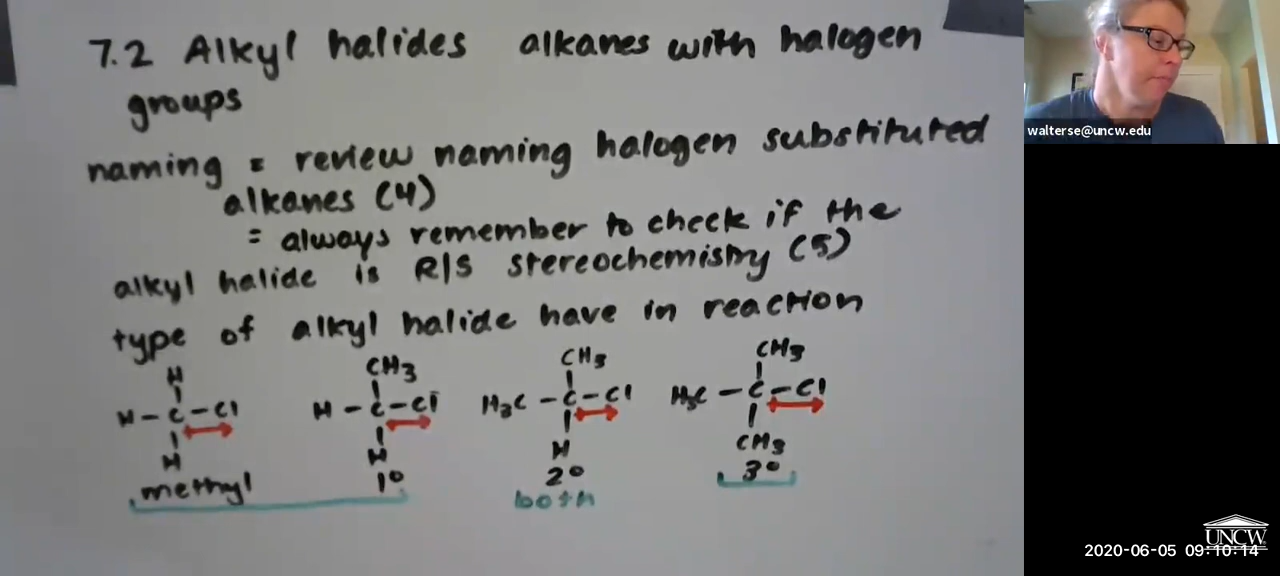 7.2 Alkyl halides alkanes with halogen
groups
naming = review naming halogen substituted
alkanes (4)
= always remember to check if the
alkyl halide is R/S stereochemistry (5)
type of alkyl halide have in reaction
H
H-C-Cl
H
methyl
CH3
H-C-Cl
H
1°
CH3
H3C-C-Cl
H
2°
both
CH3
H3C-C-Cl
CH3
3°
walterse@uncw.edu
UNCW
2020-06-05 09:10:14